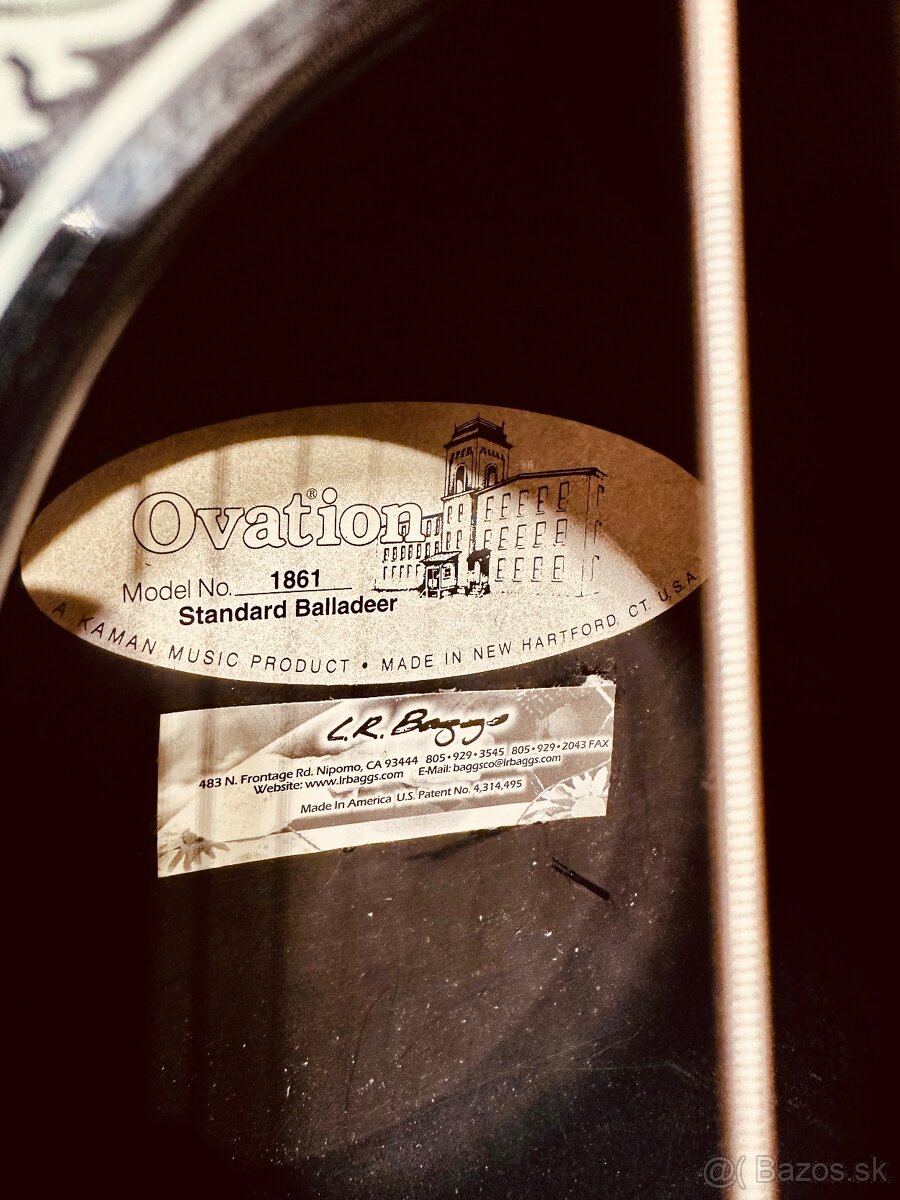 Ovation®
Model No. 1861
Standard Balladeer
A KAMAN MUSIC PRODUCT • MADE IN NEW HARTFORD, CT. U.S.A.
L.R. Baggs
483 N. Frontage Rd. Nipomo, CA 93444 805•929•3545 805•929•2043 FAX
Website: www.lrbaggs.com E-Mail: baggsco@lrbaggs.com
Made In America U.S. Patent No. 4,314,495
@( Bazos.sk